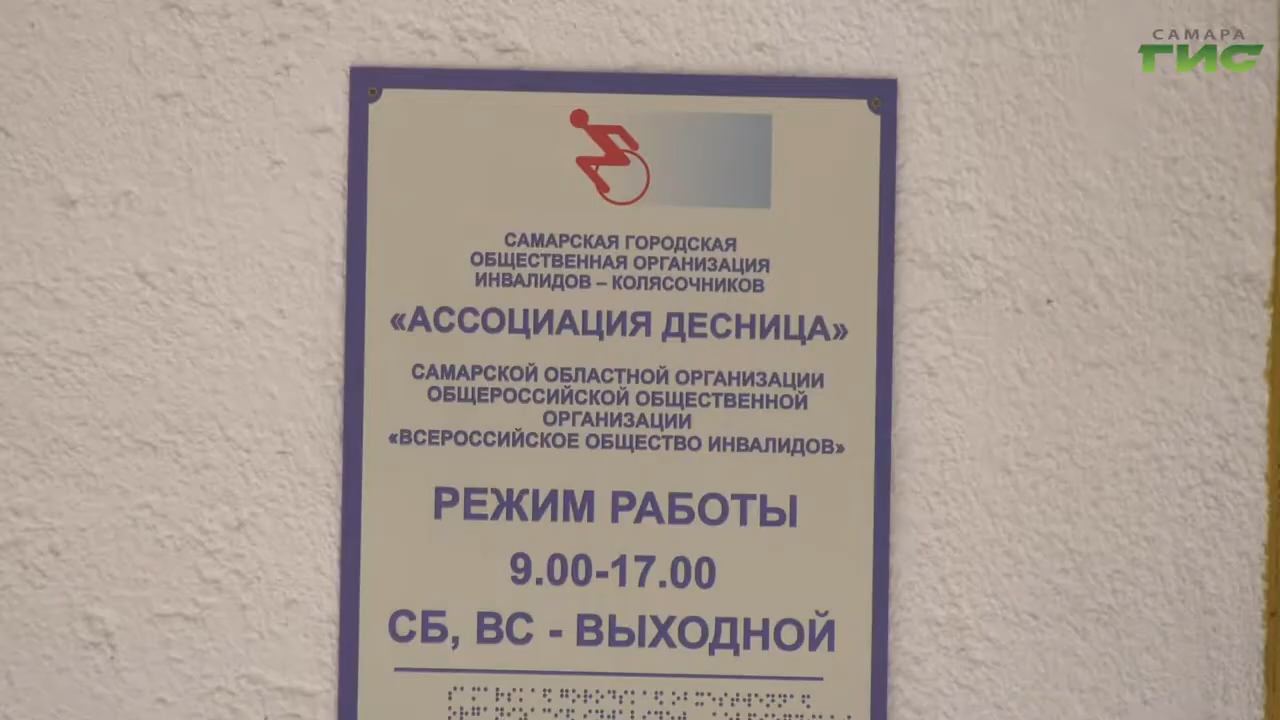 САМАРА
ГИС
САМАРСКАЯ ГОРОДСКАЯ
ОБЩЕСТВЕННАЯ ОРГАНИЗАЦИЯ
ИНВАЛИДОВ – КОЛЯСОЧНИКОВ
«АССОЦИАЦИЯ ДЕСНИЦА»
САМАРСКОЙ ОБЛАСТНОЙ ОРГАНИЗАЦИИ
ОБЩЕРОССИЙСКОЙ ОБЩЕСТВЕННОЙ
ОРГАНИЗАЦИИ
«ВСЕРОССИЙСКОЕ ОБЩЕСТВО ИНВАЛИДОВ»
РЕЖИМ РАБОТЫ
9.00-17.00
СБ, ВС - ВЫХОДНОЙ